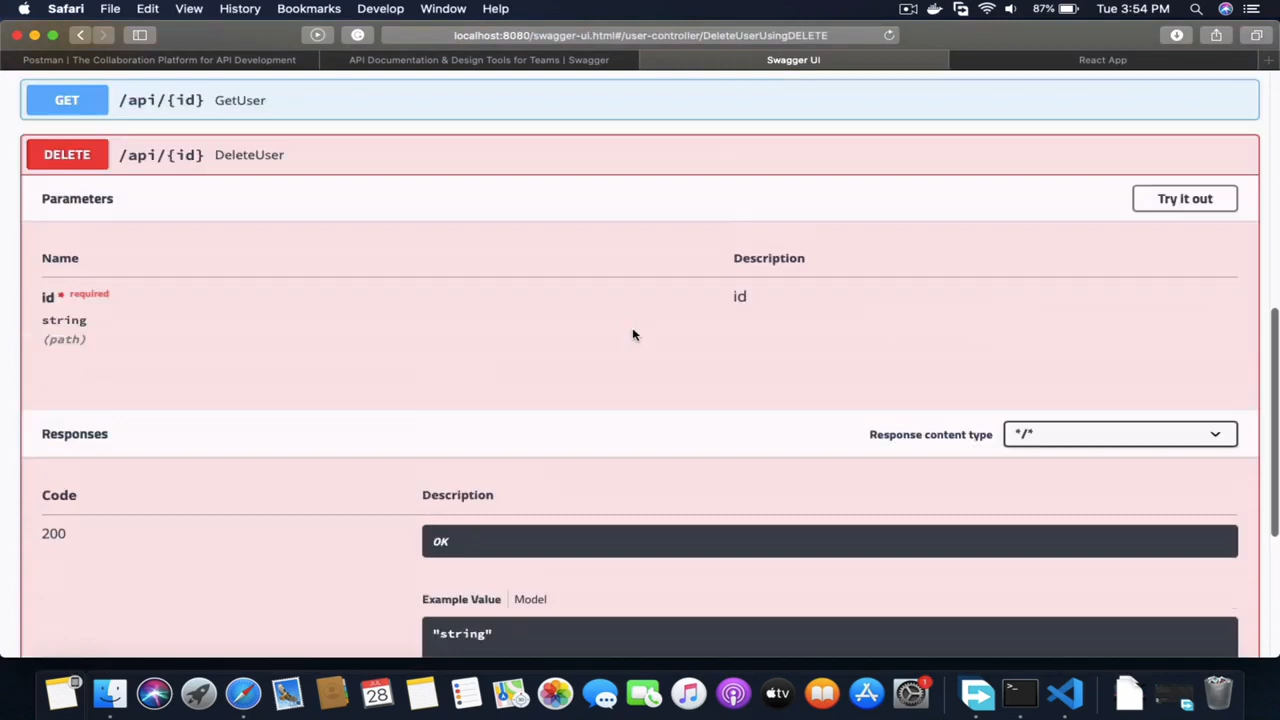 Safari File Edit View History Bookmarks Develop Window Help 87% Tue 3:54 PM
localhost:8080/swagger-ui.html#/user-controller/DeleteUserUsingDELETE
Postman | The Collaboration Platform for API Development API Documentation & Design Tools for Teams | Swagger Swagger UI React App
GET /api/{id} GetUser
DELETE /api/{id} DeleteUser
Parameters Try it out
Name Description
id * required id
string
(path)
Responses Response content type */*
Code Description
200 OK
Example Value Model
"string"
28 tv 1